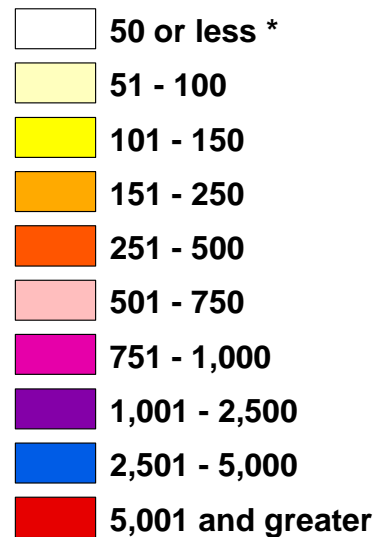 50 or less *
51 - 100
101 - 150
151 - 250
251 - 500
501 - 750
751 - 1,000
1,001 - 2,500
2,501 - 5,000
5,001 and greater